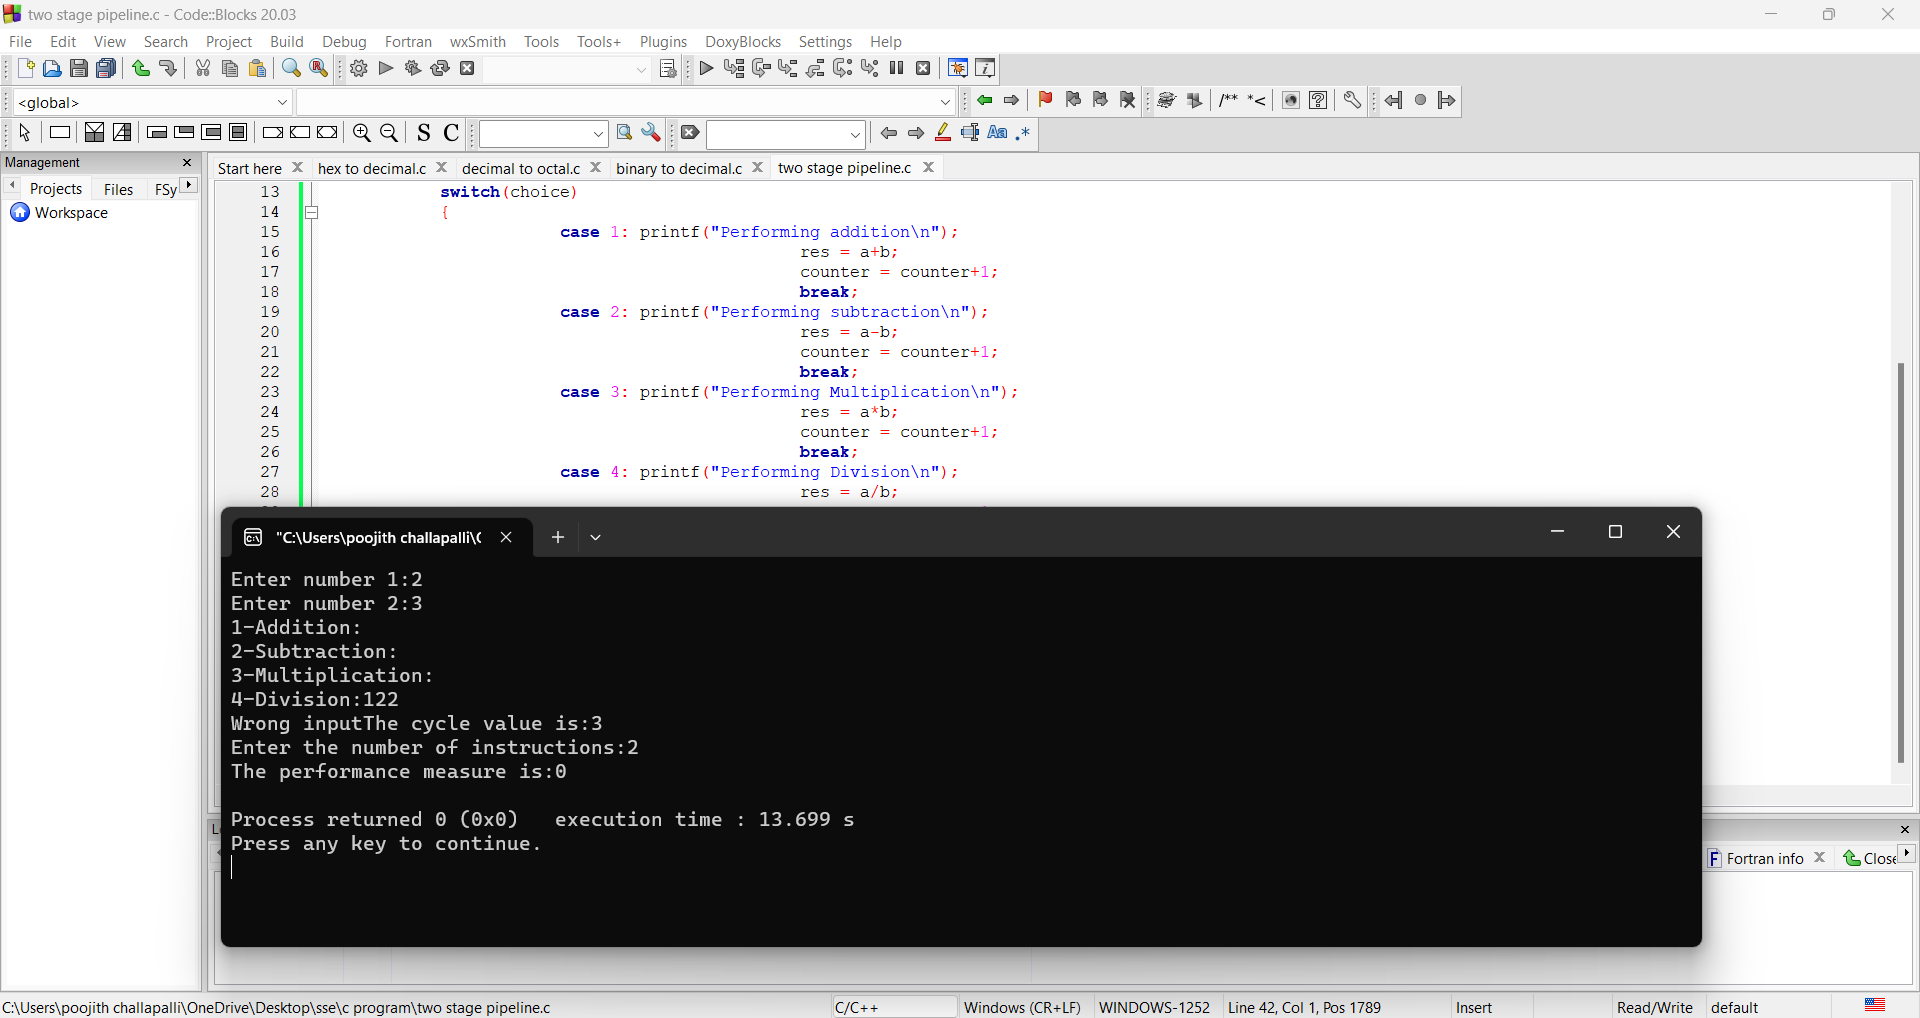 two stage pipeline.c - Code::Blocks 20.03
File Edit View Search Project Build Debug Fortran wxSmith Tools Tools+ Plugins DoxyBlocks Settings Help
<global>
/** *<
S C
Aa .*
Management
Projects Files FSy
Workspace
Start here hex to decimal.c decimal to octal.c binary to decimal.c two stage pipeline.c
13 switch(choice)
14 {
15 case 1: printf("Performing addition\n");
16 res = a+b;
17 counter = counter+1;
18 break;
19 case 2: printf("Performing subtraction\n");
20 res = a-b;
21 counter = counter+1;
22 break;
23 case 3: printf("Performing Multiplication\n");
24 res = a*b;
25 counter = counter+1;
26 break;
27 case 4: printf("Performing Division\n");
28 res = a/b;
"C:\Users\poojith challapalli\
Enter number 1:2
Enter number 2:3
1-Addition:
2-Subtraction:
3-Multiplication:
4-Division:122
Wrong inputThe cycle value is:3
Enter the number of instructions:2
The performance measure is:0
Process returned 0 (0x0)   execution time : 13.699 s
Press any key to continue.
Fortran info Close
C:\Users\poojith challapalli\OneDrive\Desktop\sse\c program\two stage pipeline.c C/C++ Windows (CR+LF) WINDOWS-1252 Line 42, Col 1, Pos 1789 Insert Read/Write default